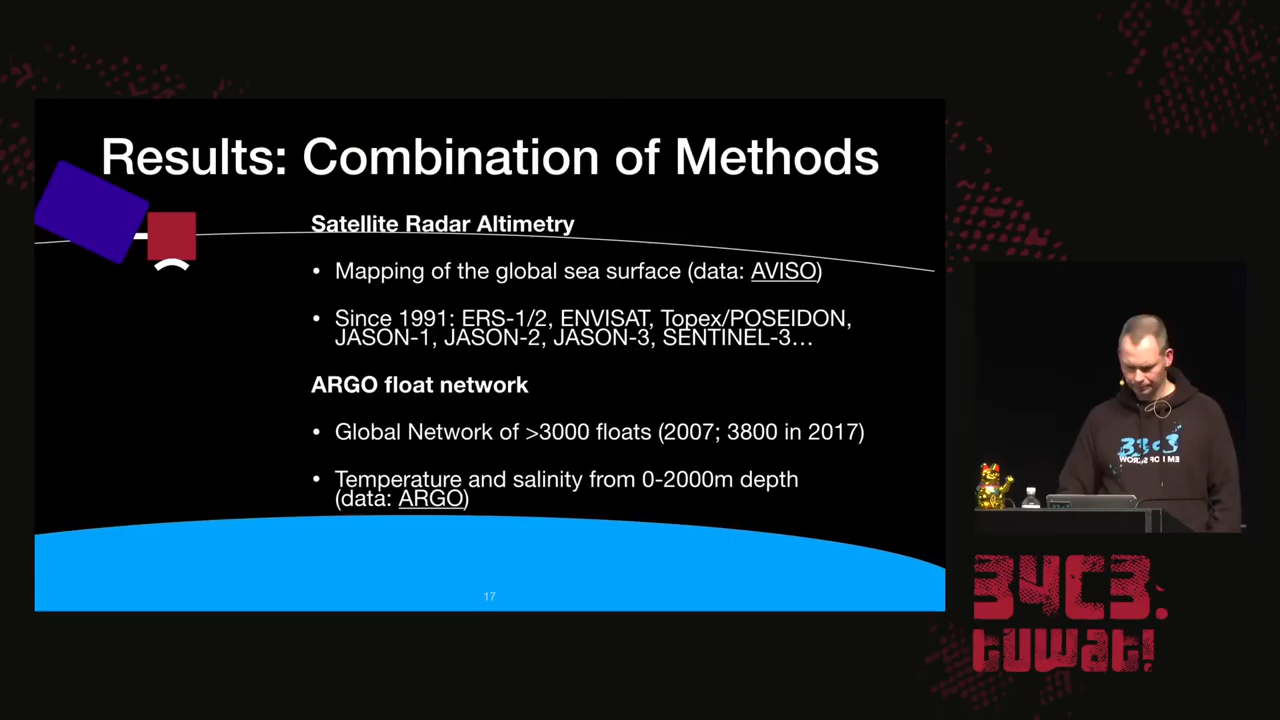 Results: Combination of Methods
Satellite Radar Altimetry
• Mapping of the global sea surface (data: AVISO)
• Since 1991: ERS-1/2, ENVISAT, Topex/POSEIDON,
JASON-1, JASON-2, JASON-3, SENTINEL-3…
ARGO float network
• Global Network of >3000 floats (2007; 3800 in 2017)
• Temperature and salinity from 0-2000m depth
(data: ARGO)
17
34C3.
tuwat!